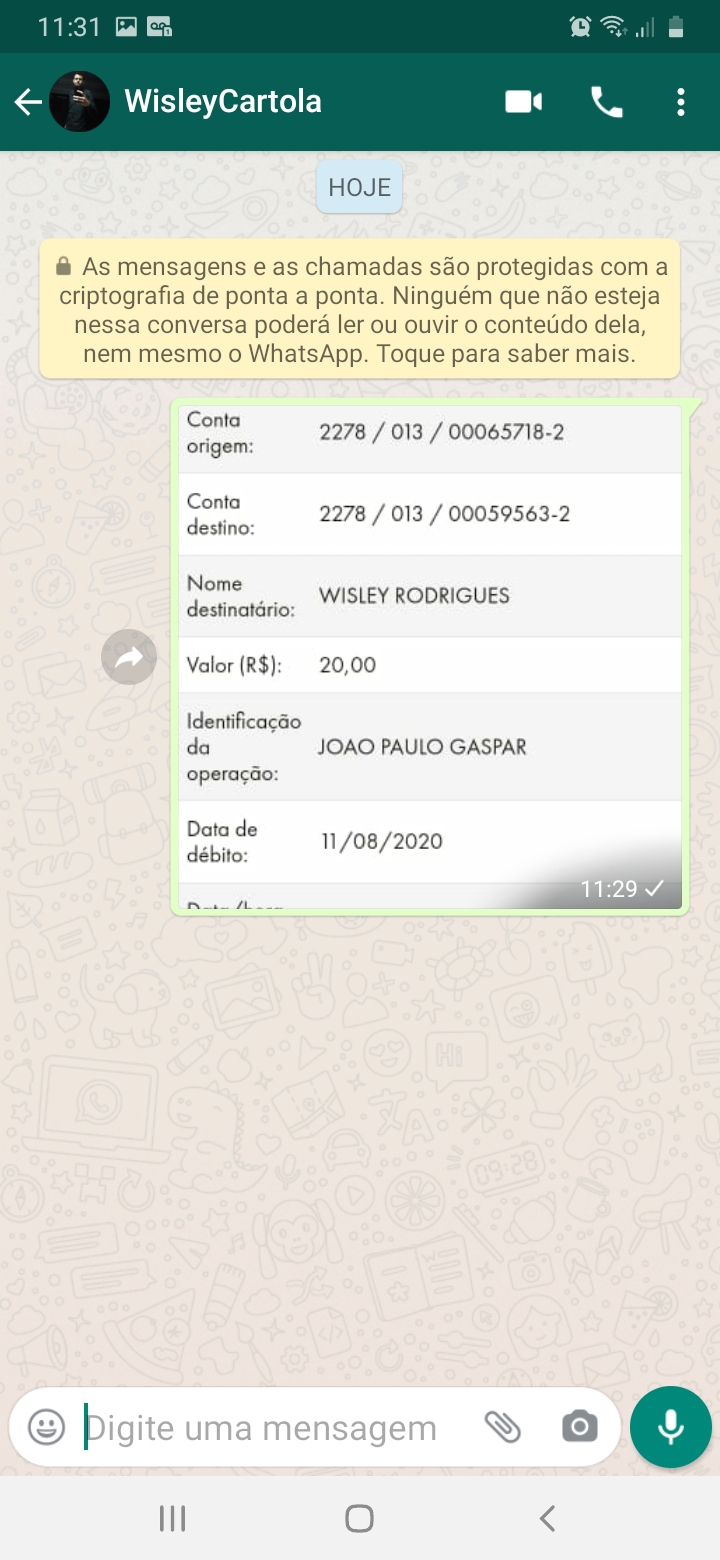 11:31
WisleyCartola
HOJE
As mensagens e as chamadas são protegidas com a
criptografia de ponta a ponta. Ninguém que não esteja
nessa conversa poderá ler ou ouvir o conteúdo dela,
nem mesmo o WhatsApp. Toque para saber mais.
Conta
origem:
2278 / 013 / 00065718-2
Conta
destino:
2278 / 013 / 00059563-2
Nome
destinatário:
WISLEY RODRIGUES
Valor (R$):
20,00
Identificação
da
operação:
JOAO PAULO GASPAR
Data de
débito:
11/08/2020
Data/hora
11:29
Digite uma mensagem